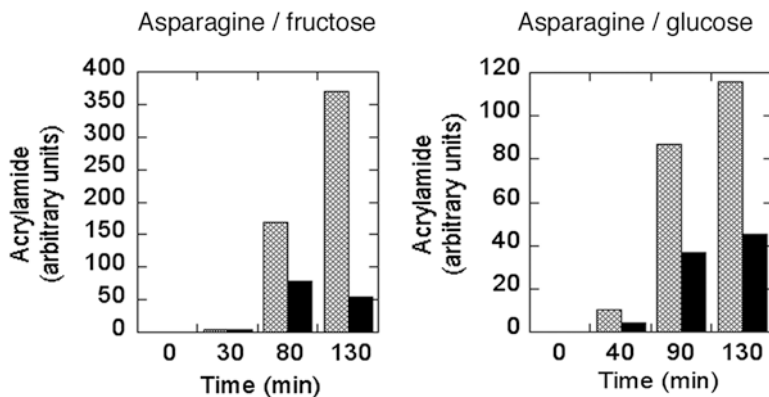 Asparagine / fructose
Acrylamide
(arbitrary units)
400
350
300
250
200
150
100
50
0
0 30 80 130
Time (min)
Asparagine / glucose
Acrylamide
(arbitrary units)
120
100
80
60
40
20
0
0 40 90 130
Time (min)